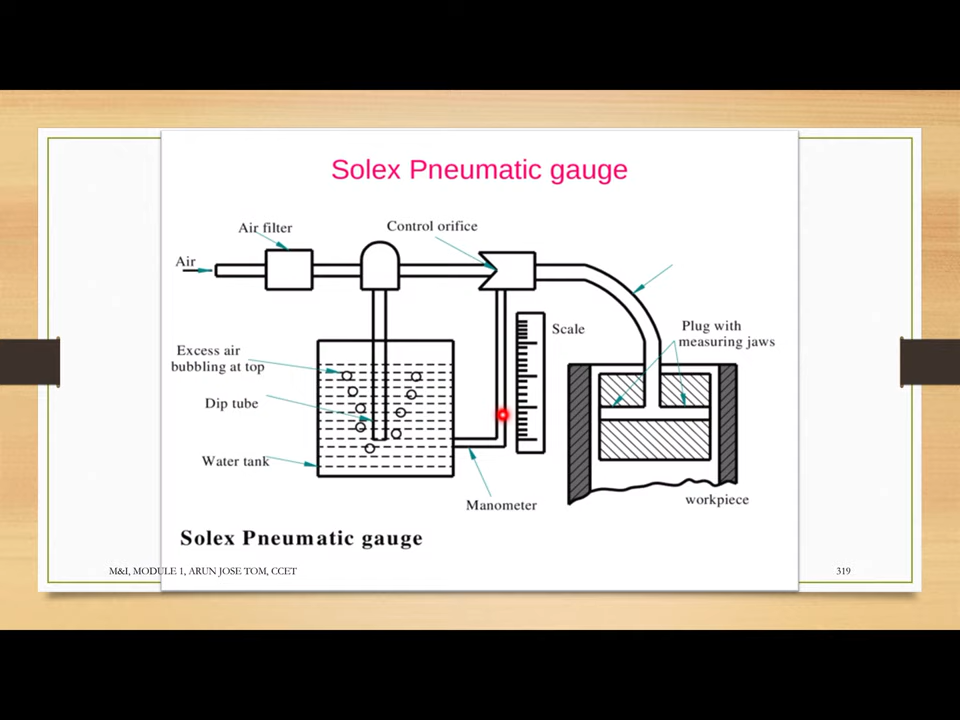 Solex Pneumatic gauge
Air filter
Control orifice
Air
Scale
Plug with
measuring jaws
Excess air
bubbling at top
Dip tube
Water tank
Manometer
workpiece
Solex Pneumatic gauge
M&I, MODULE 1, ARUN JOSE TOM, CCET
319